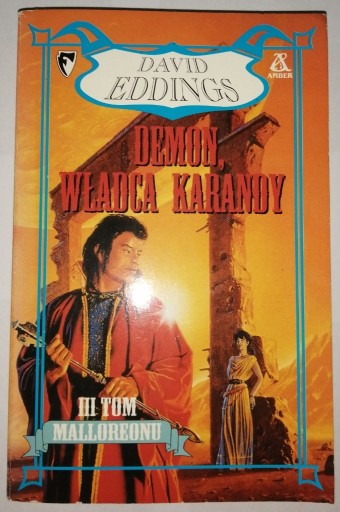 DAVID
EDDINGS
AMBER
DEMON,
WŁADCA KARANDY
III TOM
MALLOREONU